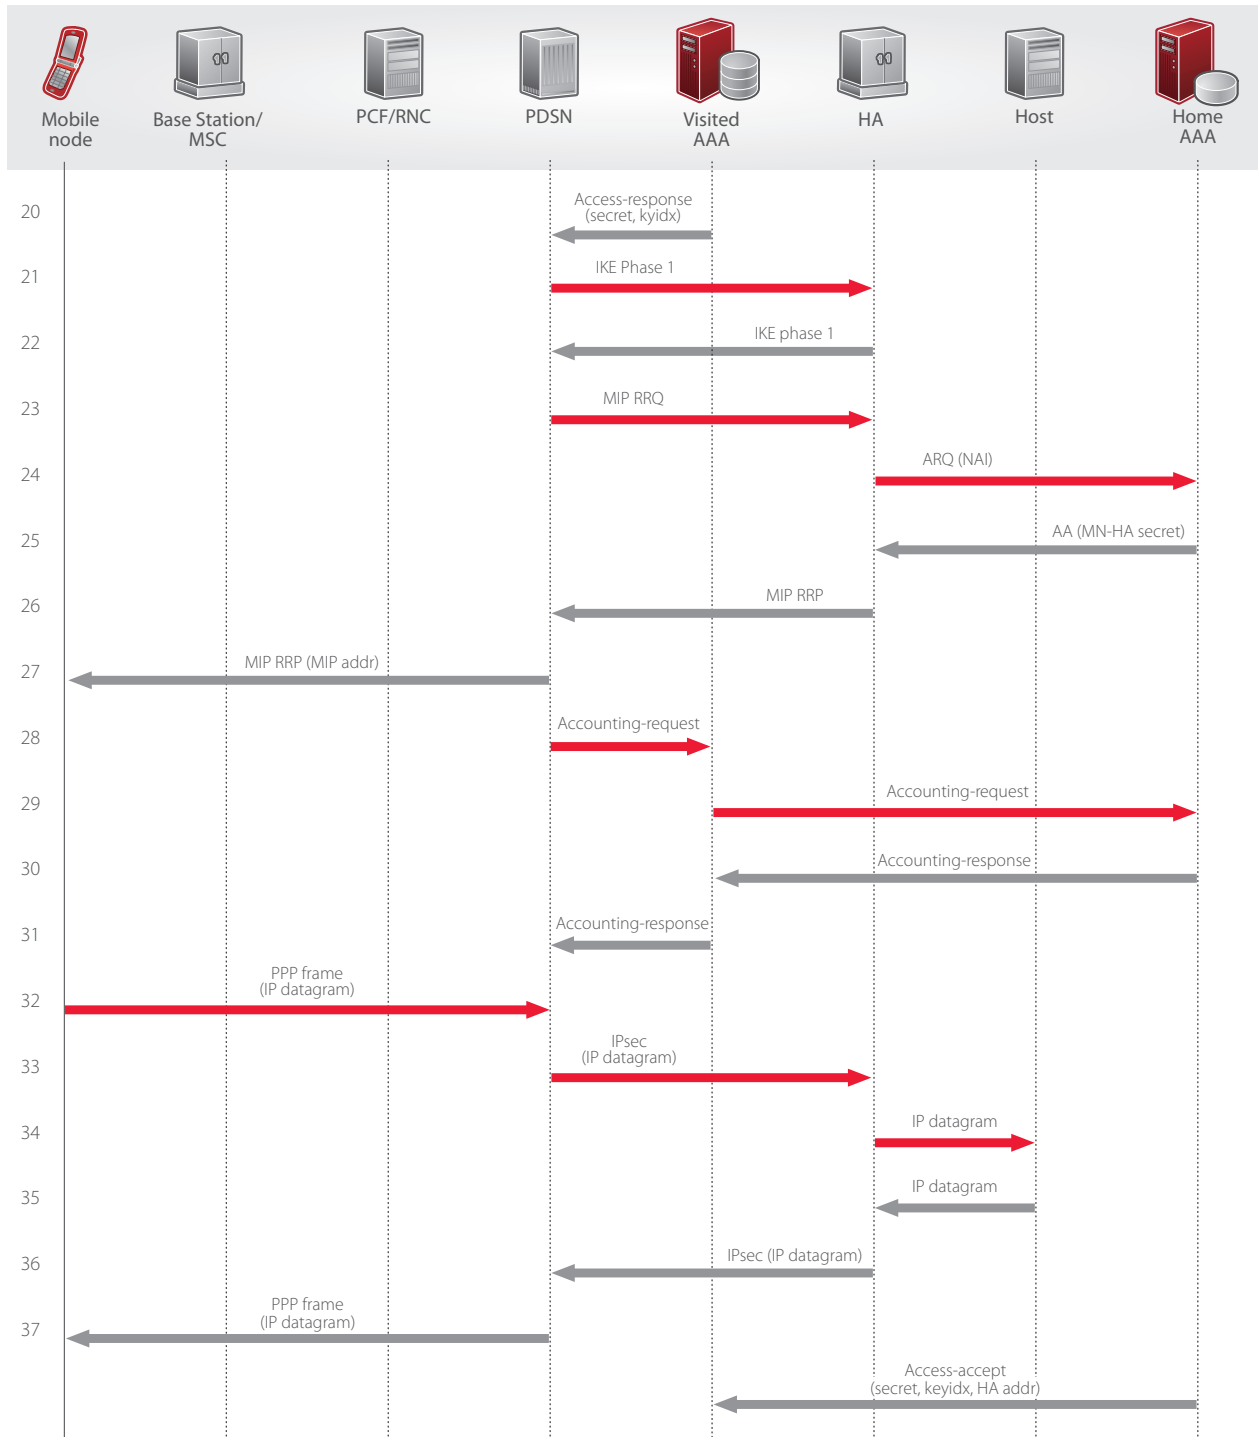 Mobile
node
Base Station/
MSC
PCF/RNC
PDSN
Visited
AAA
HA
Host
Home
AAA
20
Access-response
(secret, kyidx)
21
IKE Phase 1
22
IKE phase 1
23
MIP RRQ
24
ARQ (NAI)
25
AA (MN-HA secret)
26
MIP RRP
27
MIP RRP (MIP addr)
28
Accounting-request
29
Accounting-request
30
Accounting-response
31
Accounting-response
32
PPP frame
(IP datagram)
33
IPsec
(IP datagram)
34
IP datagram
35
IP datagram
36
IPsec (IP datagram)
37
PPP frame
(IP datagram)
Access-accept
(secret, keyidx, HA addr)